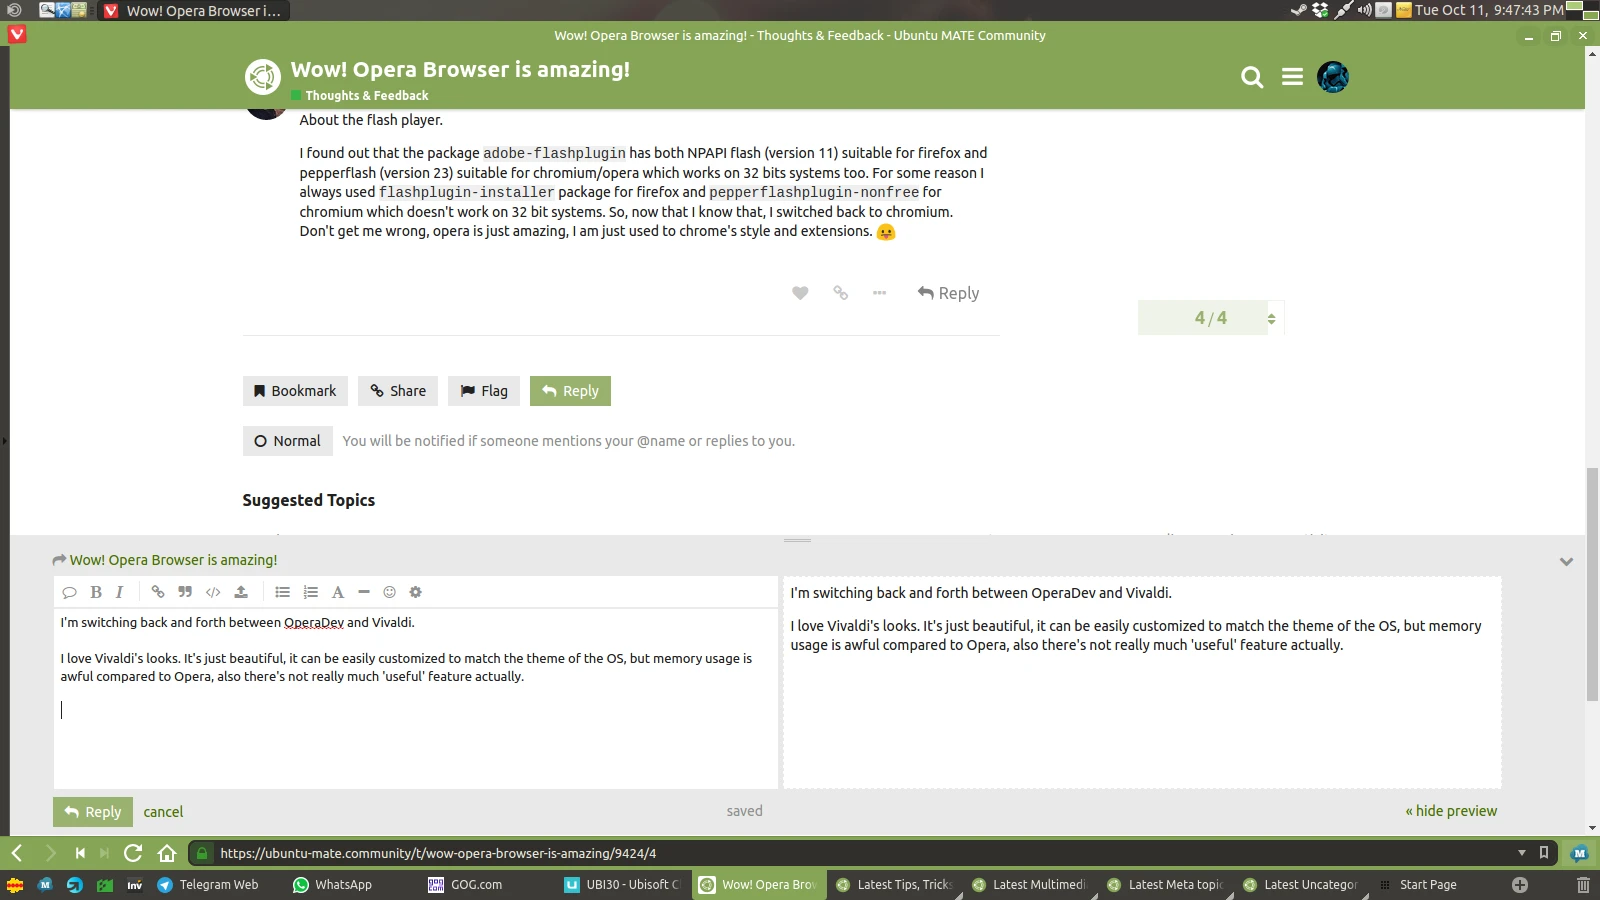 Wow! Opera Browser i...
Tue Oct 11, 9:47:43 PM
Wow! Opera Browser is amazing! - Thoughts & Feedback - Ubuntu MATE Community
Wow! Opera Browser is amazing!
Thoughts & Feedback
About the flash player.
I found out that the package adobe-flashplugin has both NPAPI flash (version 11) suitable for firefox and
pepperflash (version 23) suitable for chromium/opera which works on 32 bits systems too. For some reason I
always used flashplugin-installer package for firefox and pepperflashplugin-nonfree for
chromium which doesn't work on 32 bit systems. So, now that I know that, I switched back to chromium.
Don't get me wrong, opera is just amazing, I am just used to chrome's style and extensions.
Reply
4 / 4
Bookmark Share Flag Reply
Normal You will be notified if someone mentions your @name or replies to you.
Suggested Topics
Wow! Opera Browser is amazing!
I'm switching back and forth between OperaDev and Vivaldi.
I love Vivaldi's looks. It's just beautiful, it can be easily customized to match the theme of the OS, but memory usage is
awful compared to Opera, also there's not really much 'useful' feature actually.
I'm switching back and forth between OperaDev and Vivaldi.
I love Vivaldi's looks. It's just beautiful, it can be easily customized to match the theme of the OS, but memory
usage is awful compared to Opera, also there's not really much 'useful' feature actually.
Reply cancel saved « hide preview
https://ubuntu-mate.community/t/wow-opera-browser-is-amazing/9424/4
Inv Telegram Web WhatsApp GOG.com UBI30 - Ubisoft C Wow! Opera Brow Latest Tips, Tricks Latest Multimedi Latest Meta topic Latest Uncategor Start Page